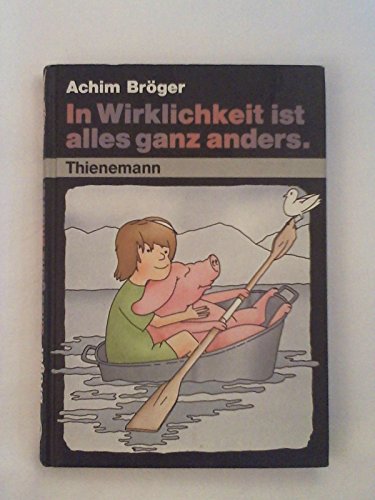 Achim Bröger
In Wirklichkeit ist
alles ganz anders.
Thienemann